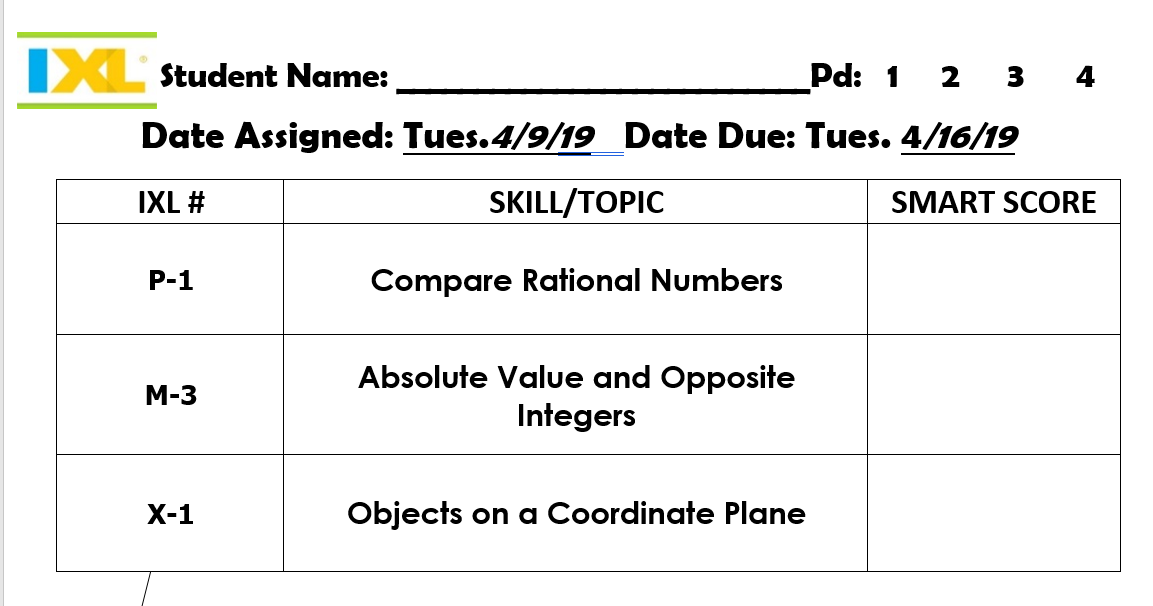 IXL® Student Name: ________________________Pd: 1 2 3 4
Date Assigned: Tues.4/9/19 Date Due: Tues. 4/16/19
IXL # SKILL/TOPIC SMART SCORE
P-1 Compare Rational Numbers
M-3 Absolute Value and Opposite
Integers
X-1 Objects on a Coordinate Plane